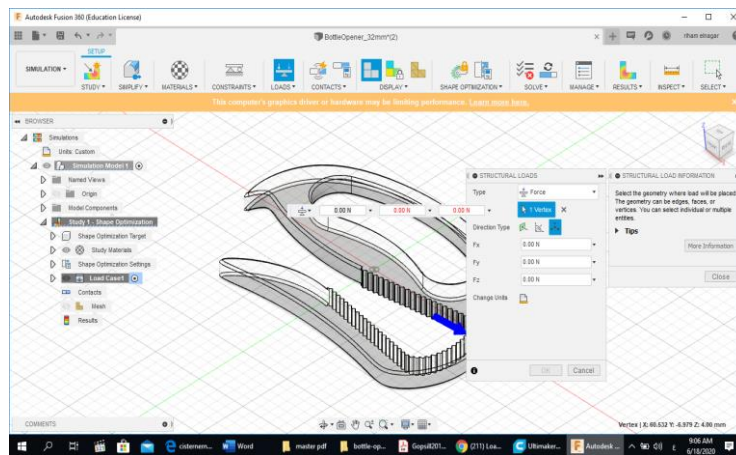 Autodesk Fusion 360 (Education License)
BottleOpener_32mm*(2)
riham elnagar
SETUP
SIMULATION
STUDY
SIMPLIFY
MATERIALS
CONSTRAINTS
LOADS
CONTACTS
DISPLAY
SHAPE OPTIMIZATION
SOLVE
MANAGE
RESULTS
INSPECT
SELECT
This computer's graphics driver or hardware may be limiting performance. Learn more here.
BROWSER
Simulations
Units: Custom
Simulation Model 1
Named Views
Origin
Model Components
Study 1 - Shape Optimization
Shape Optimization Target
Study Materials
Shape Optimization Settings
Load Case1
Contacts
Mesh
Results
0.00 N
0.00 N
0.00 N
STRUCTURAL LOADS
Type
Force
1 Vertex
Direction Type
Fx
0.00 N
Fy
0.00 N
Fz
0.00 N
Change Units
OK
Cancel
STRUCTURAL LOAD INFORMATION
Select the geometry where load will be placed.
The geometry can be edges, faces, or
vertices. You can select individual or multiple
entities.
Tips
More Information
Close
COMMENTS
Vertex | X: 60.532 Y: -6.979 Z: 4.00 mm
cisternem...
Word
master pdf
bottle-op...
Gopsill201...
(211) Loa...
Ultimaker...
Autodesk...
9:06 AM
6/18/2020